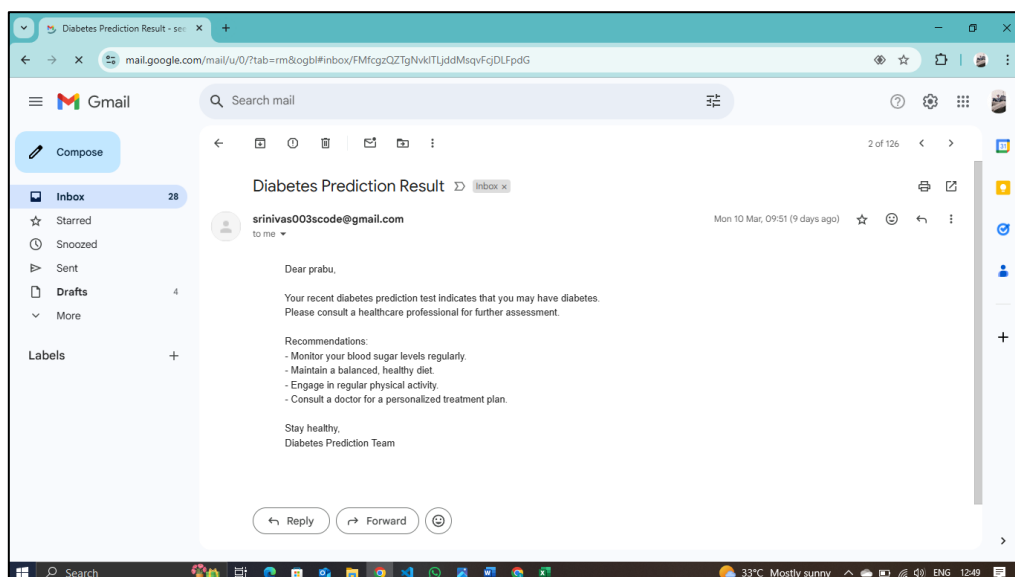 Diabetes Prediction Result - see
mail.google.com/mail/u/0/?tab=rm&ogbl#inbox/FMfcgzQZTgNvklTLjddMsqvFcjDLFpdG
Gmail
Search mail
Compose
2 of 126
31
Diabetes Prediction Result
Inbox x
Inbox 28
srinivas003scode@gmail.com
Mon 10 Mar, 09:51 (9 days ago)
Starred
to me
Snoozed
Sent
Drafts 4
More
Labels
Dear prabu,
Your recent diabetes prediction test indicates that you may have diabetes.
Please consult a healthcare professional for further assessment.
Recommendations:
- Monitor your blood sugar levels regularly.
- Maintain a balanced, healthy diet.
- Engage in regular physical activity.
- Consult a doctor for a personalized treatment plan.
Stay healthy,
Diabetes Prediction Team
Reply
Forward
Search
33°C Mostly sunny
ENG
12:49